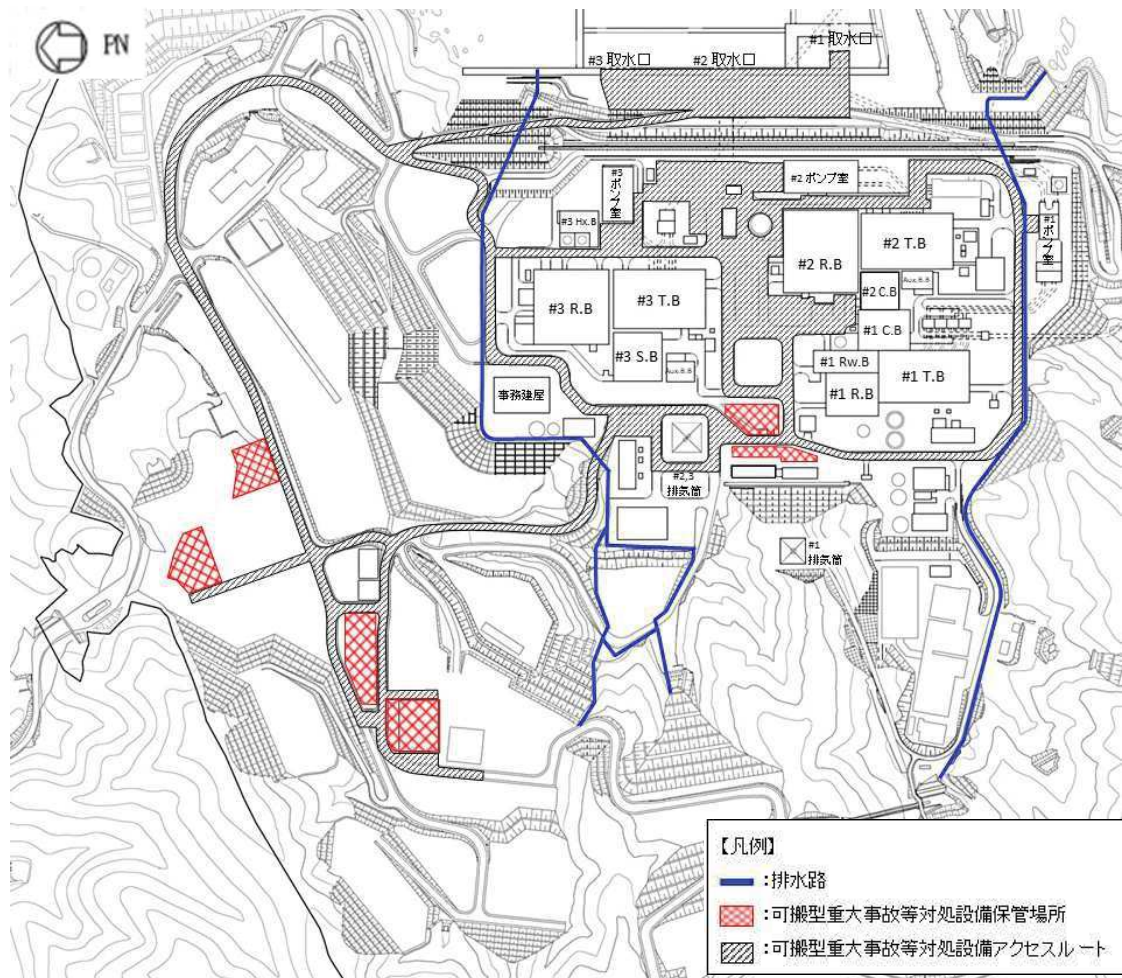 PN
#1 取水口
#3 取水口
#2 取水口
#3
ポンプ室
#2 ポンプ室
#1
ポンプ室
#3 Hx.B
#2 T.B
#2 R.B
#3 R.B
#3 T.B
#2 C.B
Aux.B.B
#1 C.B
#3 S.B
Aux.B.B
#1 Rw.B
#1 T.B
#1 R.B
事務建屋
#2,3
排気筒
#1
排気筒
【凡例】
:排水路
:可搬型重大事故等対処設備保管場所
:可搬型重大事故等対処設備アクセスルート